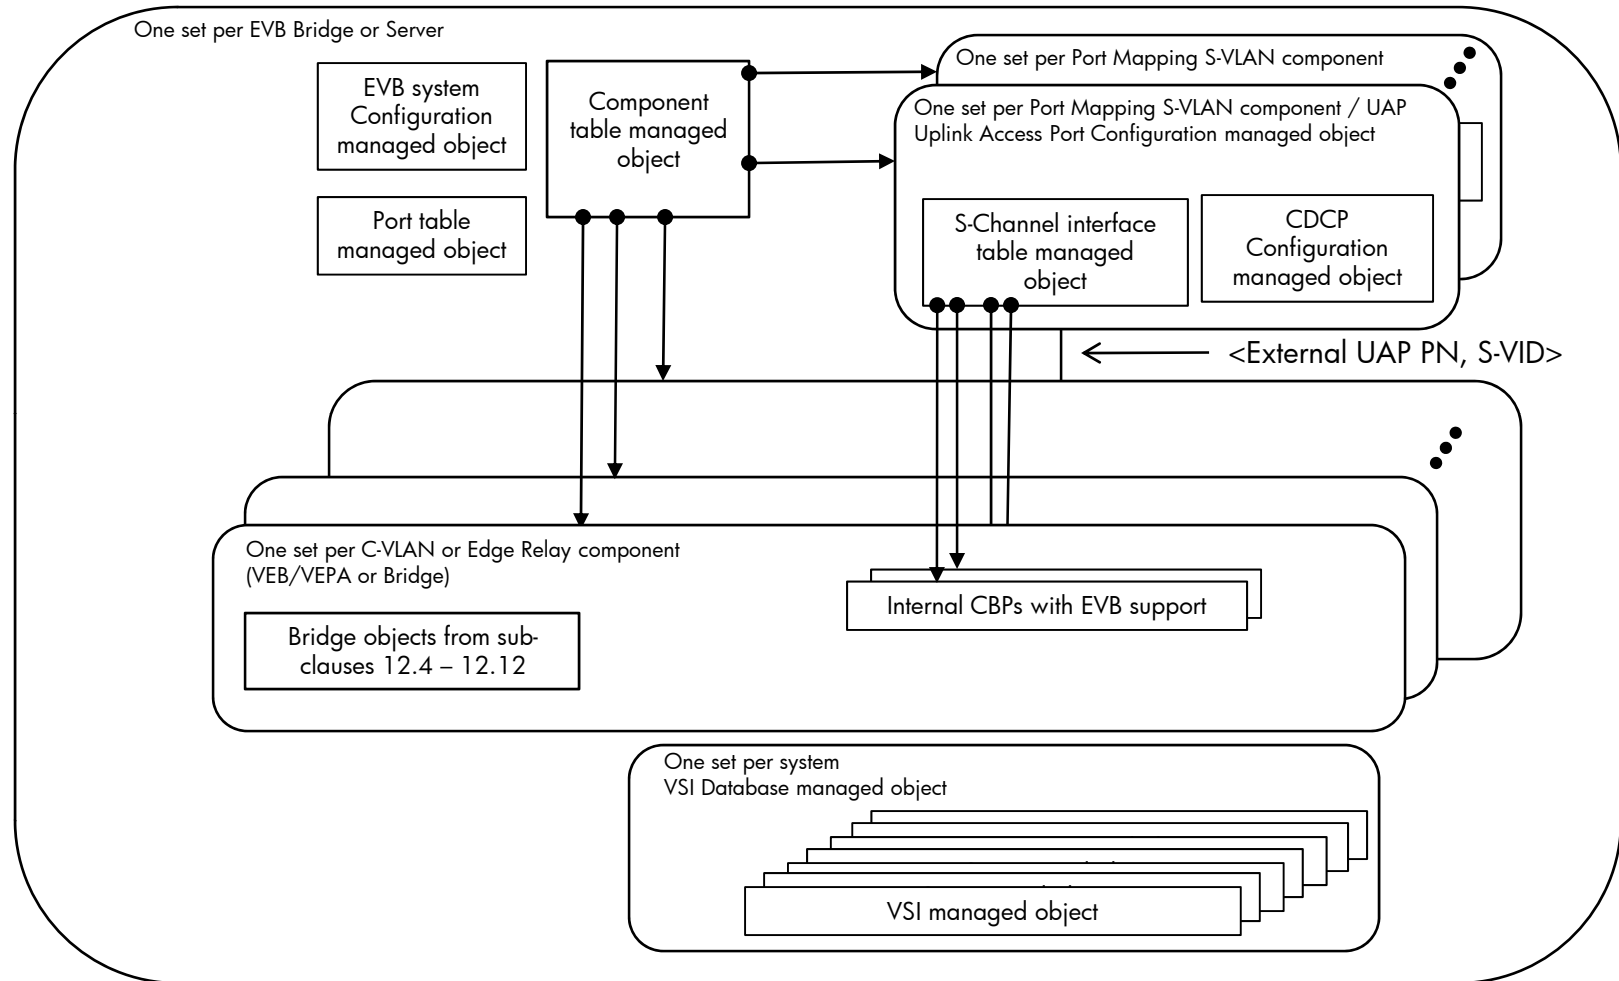 One set per EVB Bridge or Server
EVB system
Configuration
managed object
Port table
managed object
Component
table managed
object
One set per Port Mapping S-VLAN component
One set per Port Mapping S-VLAN component / UAP
Uplink Access Port Configuration managed object
S-Channel interface
table managed
object
CDCP
Configuration
managed object
<External UAP PN, S-VID>
One set per C-VLAN or Edge Relay component
(VEB/VEPA or Bridge)
Bridge objects from sub-
clauses 12.4 – 12.12
Internal CBPs with EVB support
One set per system
VSI Database managed object
VSI managed object